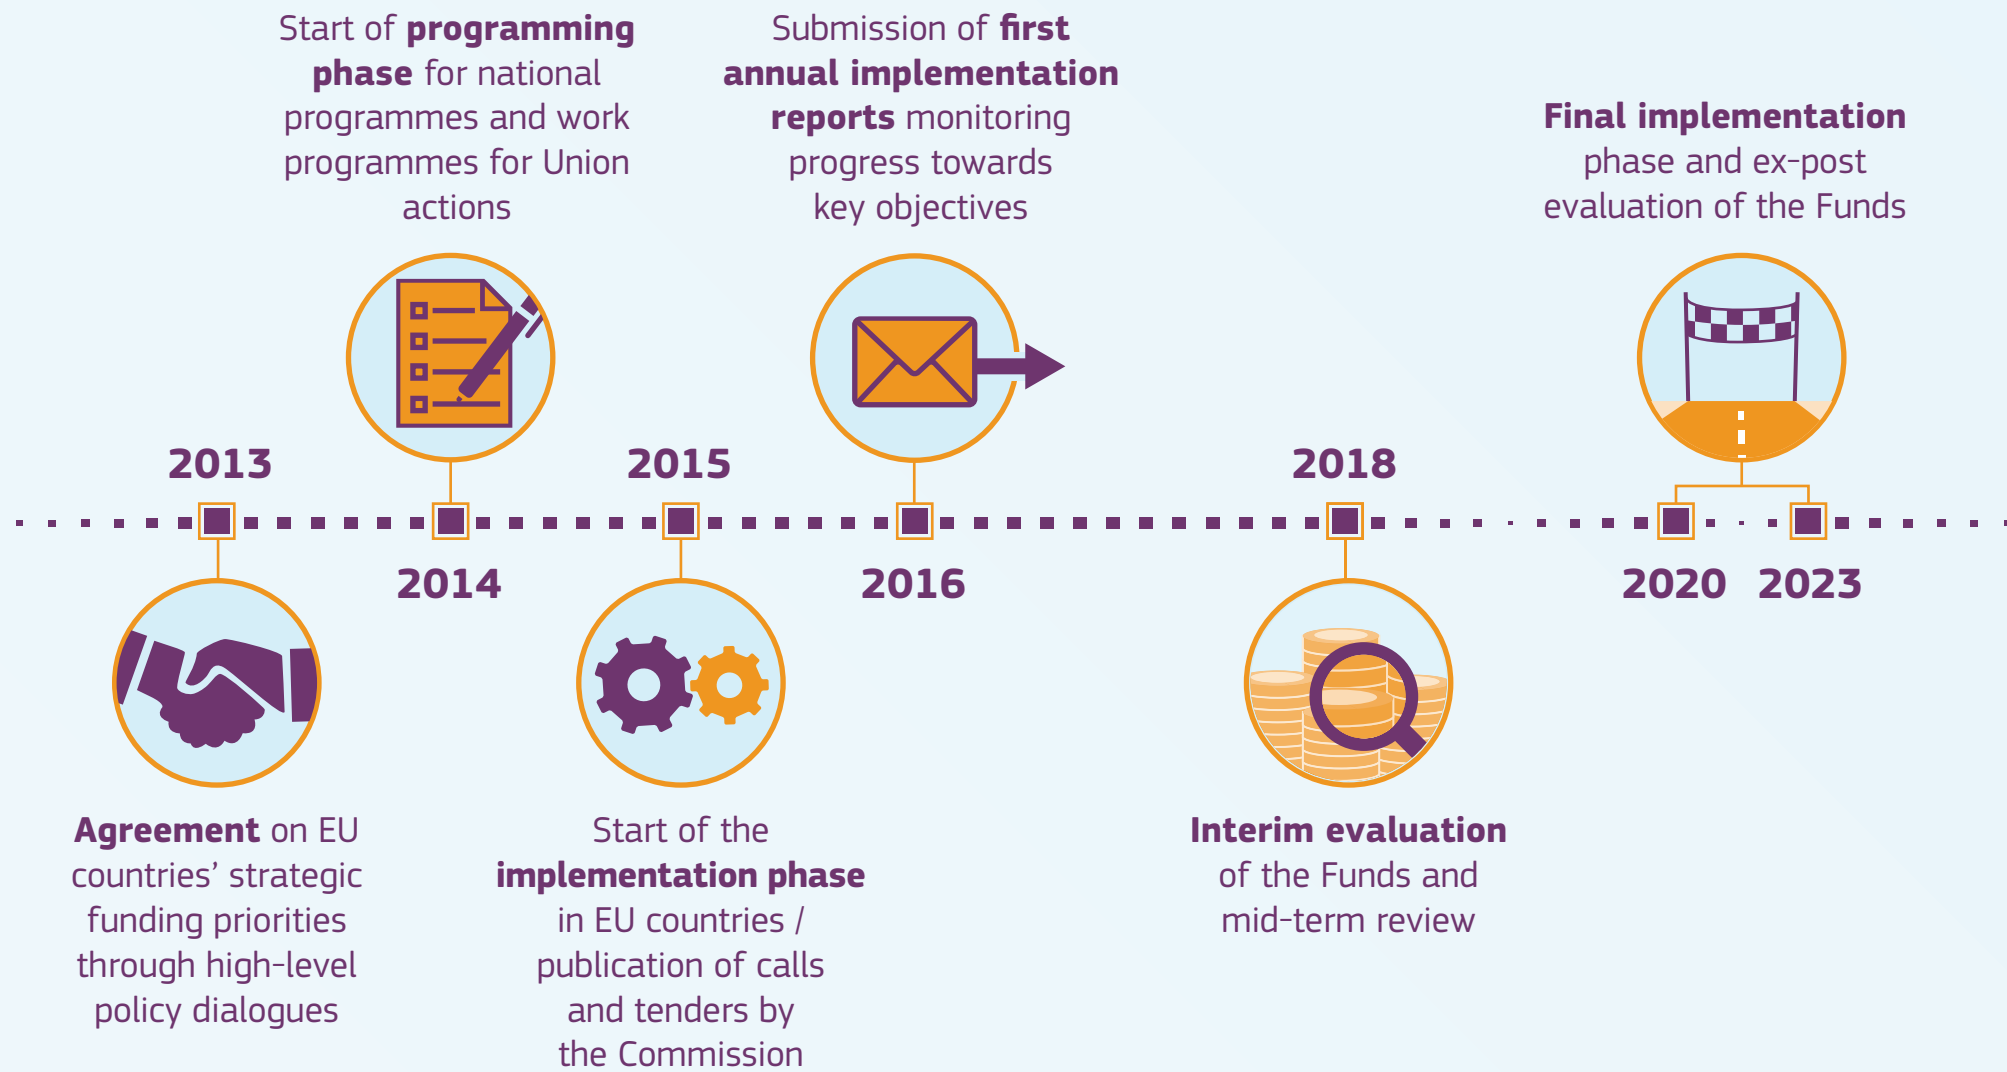 2013
Agreement on EU
countries’ strategic
funding priorities
through high-level
policy dialogues
Start of programming
phase for national
programmes and work
programmes for Union
actions
2014
2015
Start of the
implementation phase
in EU countries /
publication of calls
and tenders by
the Commission
Submission of first
annual implementation
reports monitoring
progress towards
key objectives
2016
2018
Interim evaluation
of the Funds and
mid-term review
Final implementation
phase and ex-post
evaluation of the Funds
2020 2023